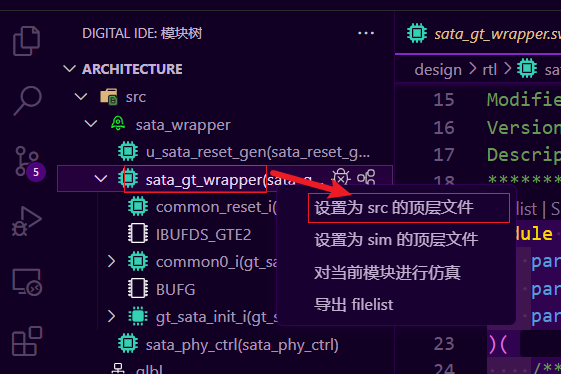 DIGITAL IDE: 模块树
···
ARCHITECTURE
src
sata_wrapper
u_sata_reset_gen(sata_reset_g...
sata_gt_wrapper(sata_g...
common_reset_i(
IBUFDS_GTE2
common0_i(gt_sa
BUFG
gt_sata_init_i(gt_s
sata_phy_ctrl(sata_phy_ctrl)
glbl
5
设置为 src 的顶层文件
设置为 sim 的顶层文件
对当前模块进行仿真
导出 filelist
sata_gt_wrapper.sv
design > rtl > sat
15 Modifie
16 Version
17 Descrip
18 ********
list | S
module
par
par
par
23 )(
24 /**